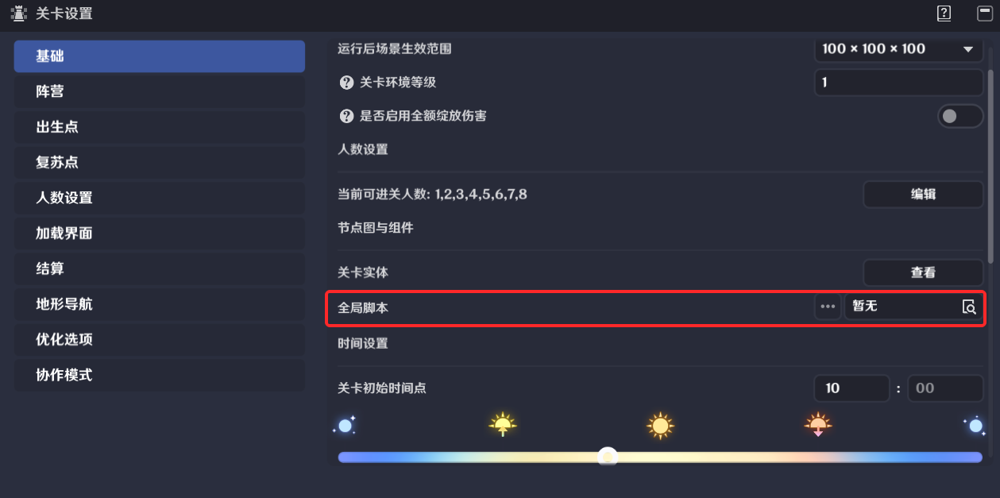 关卡设置
基础
阵营
出生点
复苏点
人数设置
加载界面
结算
地形导航
优化选项
协作模式
运行后场景生效范围 100 × 100 × 100
关卡环境等级 1
是否启用全额绽放伤害
人数设置
当前可进关人数: 1,2,3,4,5,6,7,8 编辑
节点图与组件
关卡实体 查看
全局脚本 ··· 暂无
时间设置
关卡初始时间点 10 : 00